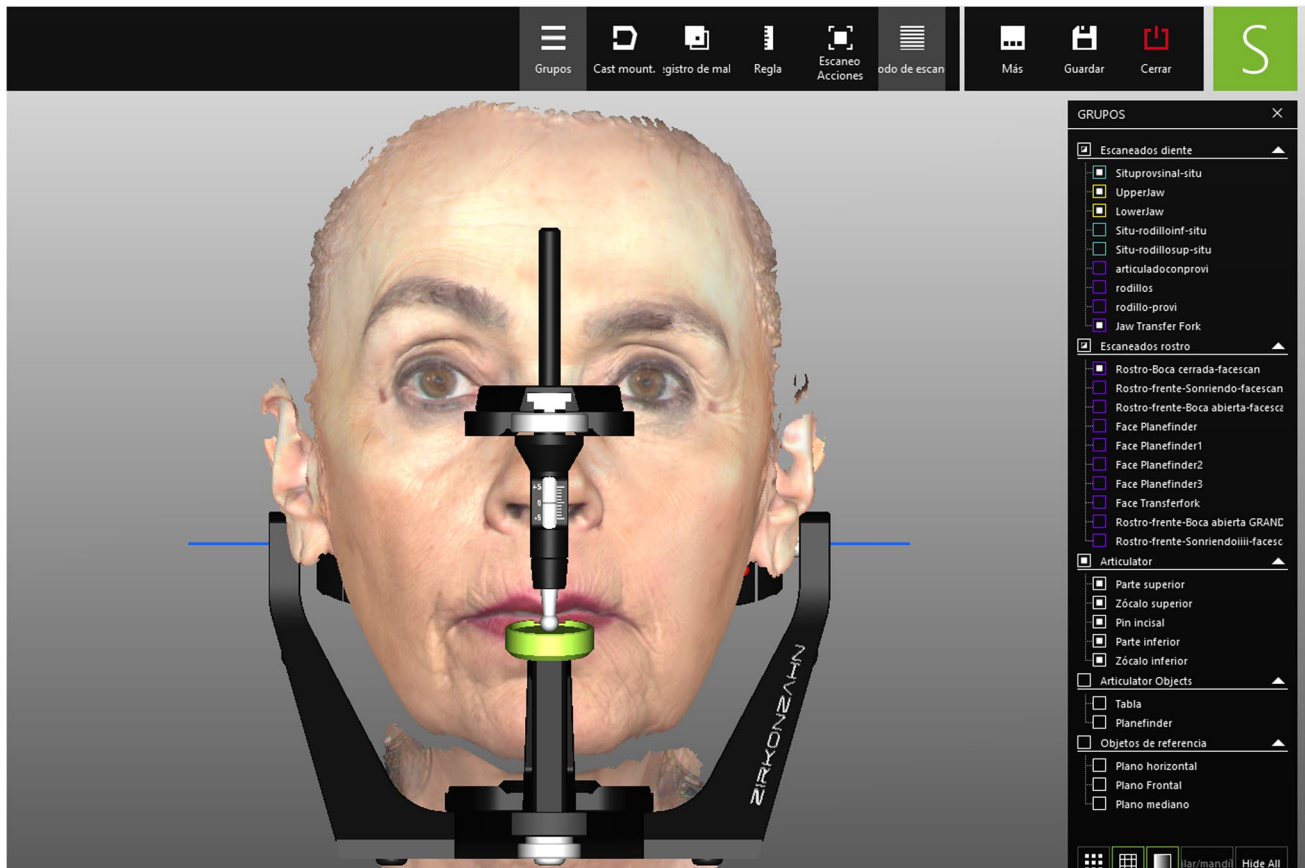 Grupos
Cast mount.
egistro de mal
Regla
Escaneo
Acciones
odo de escan
Más
Guardar
Cerrar
S
GRUPOS
Escaneados diente
Situprovsinal-situ
UpperJaw
LowerJaw
Situ-rodilloinf-situ
Situ-rodillosup-situ
articuladoconprovi
rodillos
rodillo-provi
Jaw Transfer Fork
Escaneados rostro
Rostro-Boca cerrada-facescan
Rostro-frente-Sonriendo-facescan
Rostro-frente-Boca abierta-facesca
Face Planefinder
Face Planefinder1
Face Planefinder2
Face Planefinder3
Face Transferfork
Rostro-frente-Boca abierta GRAND
Rostro-frente-Sonriendoiiii-facesc
Articulator
Parte superior
Zócalo superior
Pin incisal
Parte inferior
Zócalo inferior
Articulator Objects
Tabla
Planefinder
Objetos de referencia
Plano horizontal
Plano Frontal
Plano mediano
ilar/mandíl
Hide All
+5
0
-5
ZIRKONZAHN